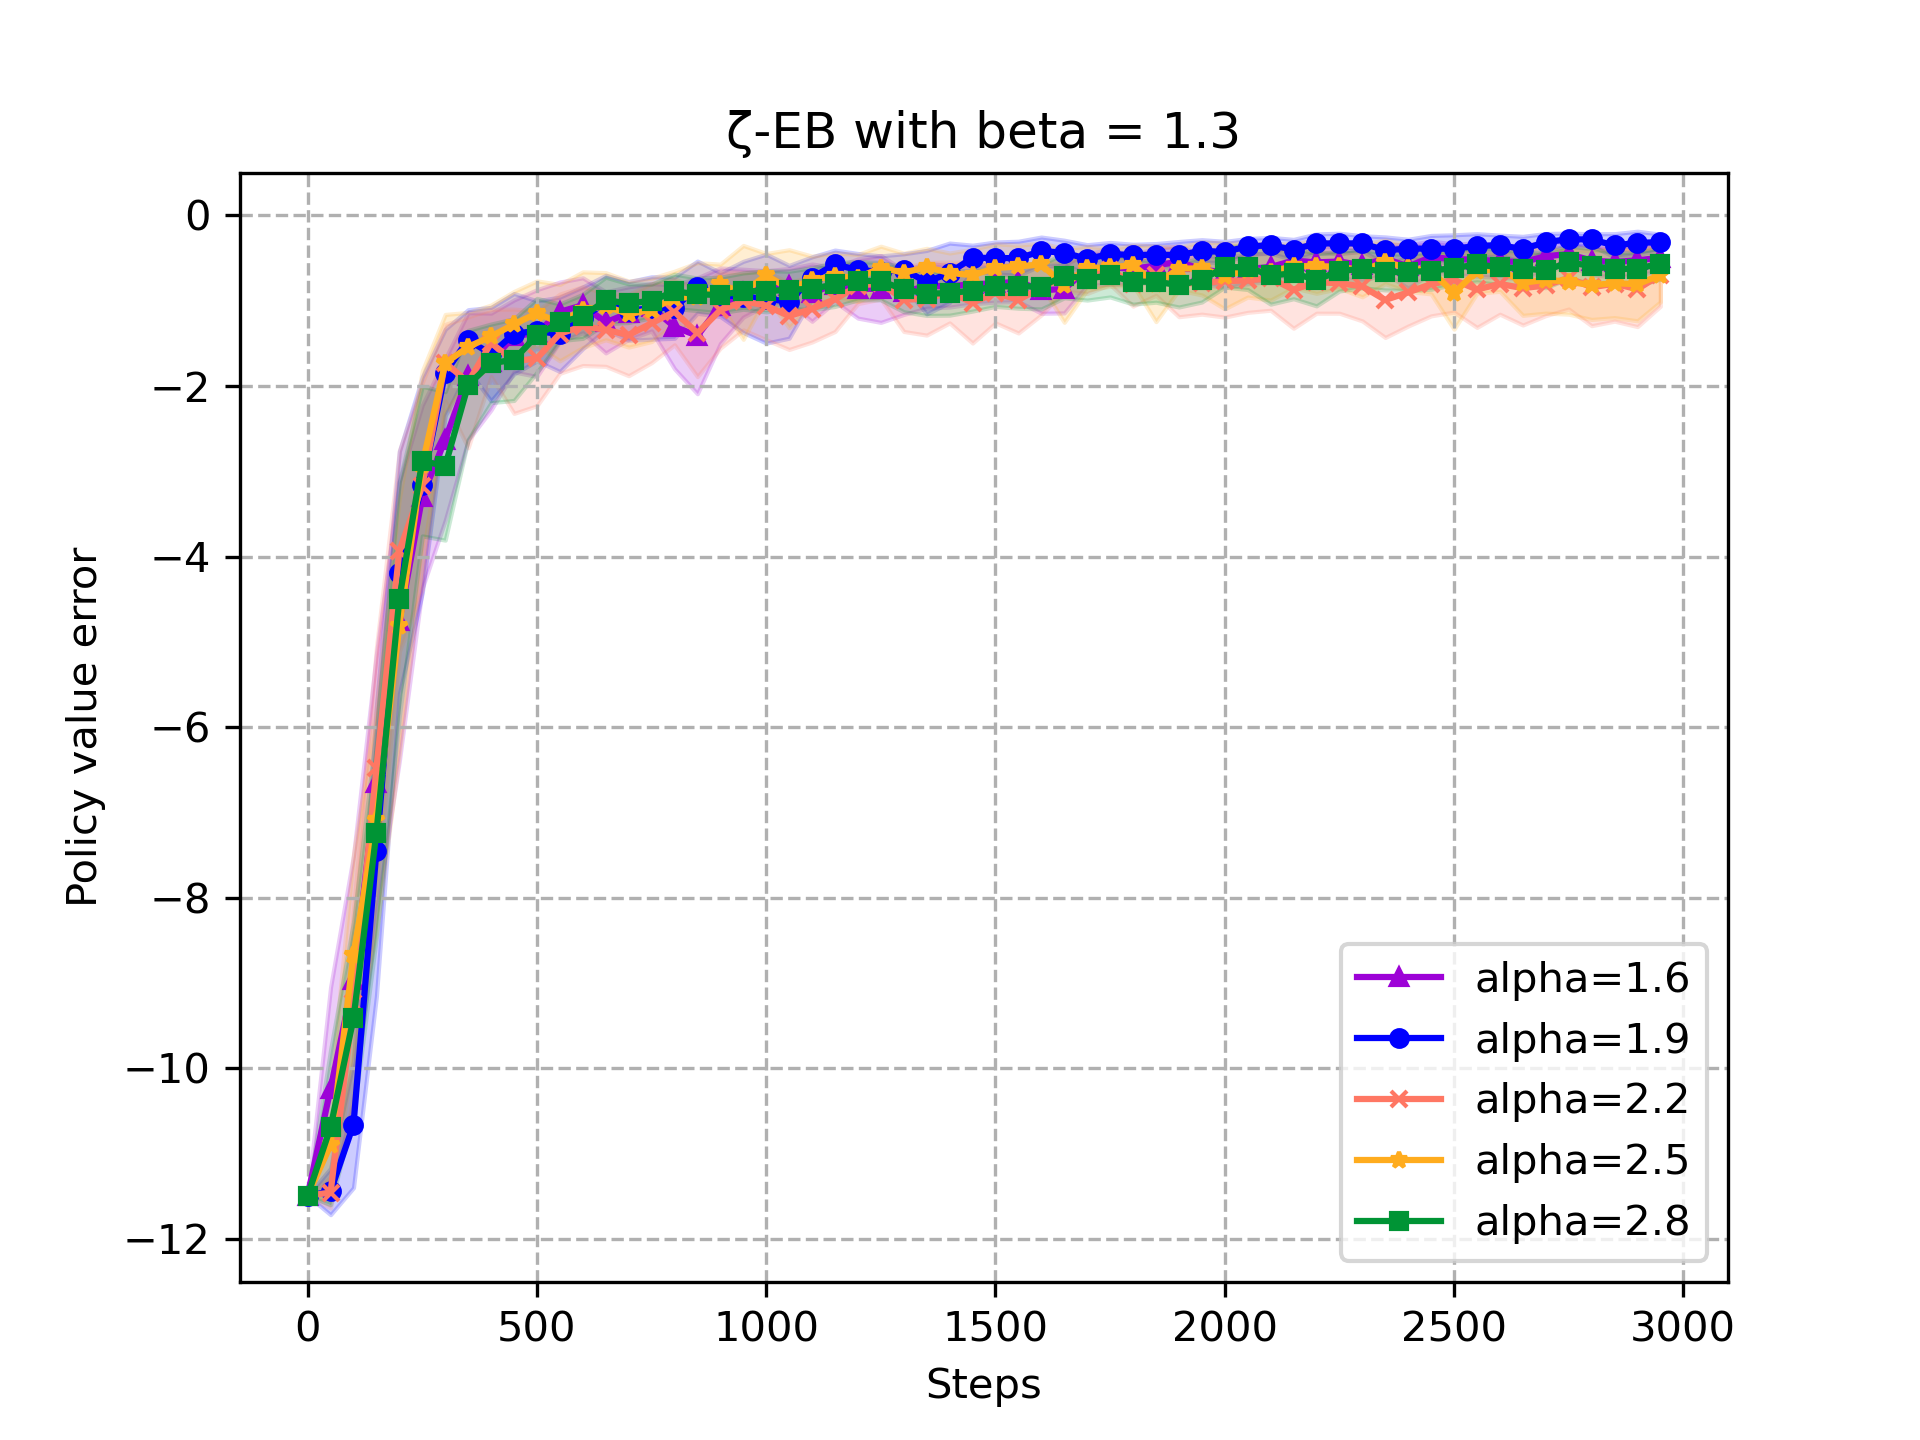 ζ-EB with beta = 1.3
Policy value error
0
−2
−4
−6
−8
−10
−12
0 500 1000 1500 2000 2500 3000
Steps
alpha=1.6
alpha=1.9
alpha=2.2
alpha=2.5
alpha=2.8